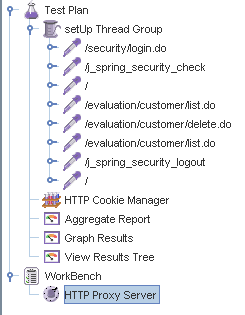 Test Plan
setUp Thread Group
/security/login.do
/j_spring_security_check
/
/evaluation/customer/list.do
/evaluation/customer/delete.do
/evaluation/customer/list.do
/j_spring_security_logout
/
HTTP Cookie Manager
Aggregate Report
Graph Results
View Results Tree
WorkBench
HTTP Proxy Server